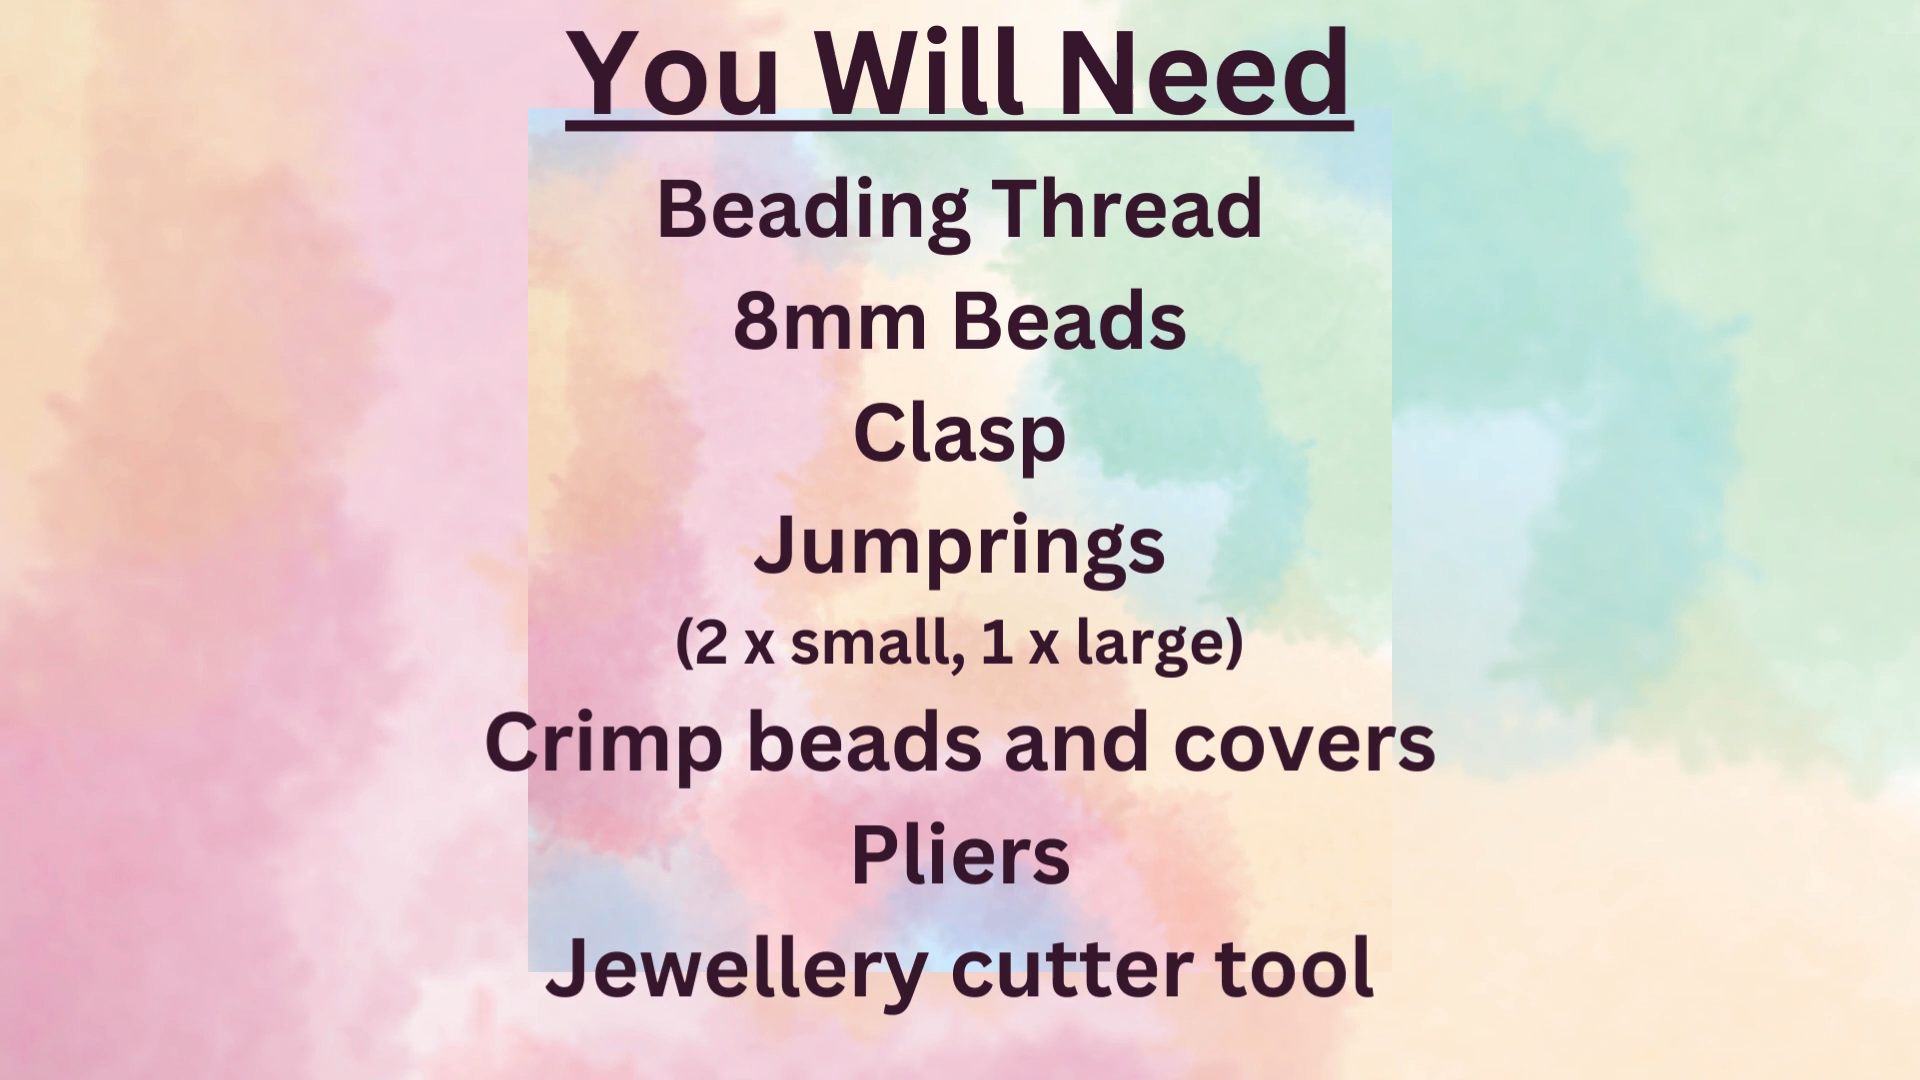 You Will Need
Beading Thread
8mm Beads
Clasp
Jumprings
(2 x small, 1 x large)
Crimp beads and covers
Pliers
Jewellery cutter tool